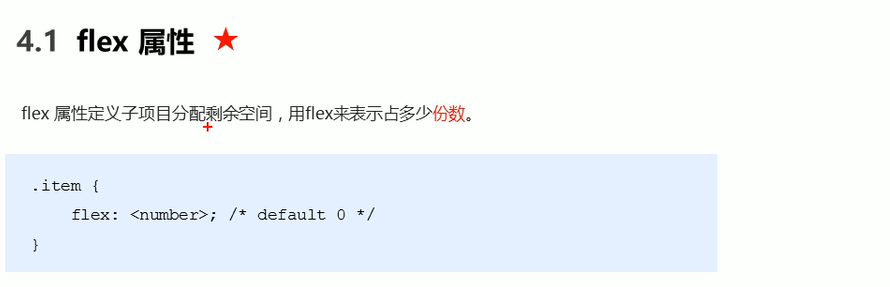 4.1 flex 属性 ★
flex 属性定义子项目分配剩余空间，用flex来表示占多少份数。
.item {
    flex: <number>; /* default 0 */
}